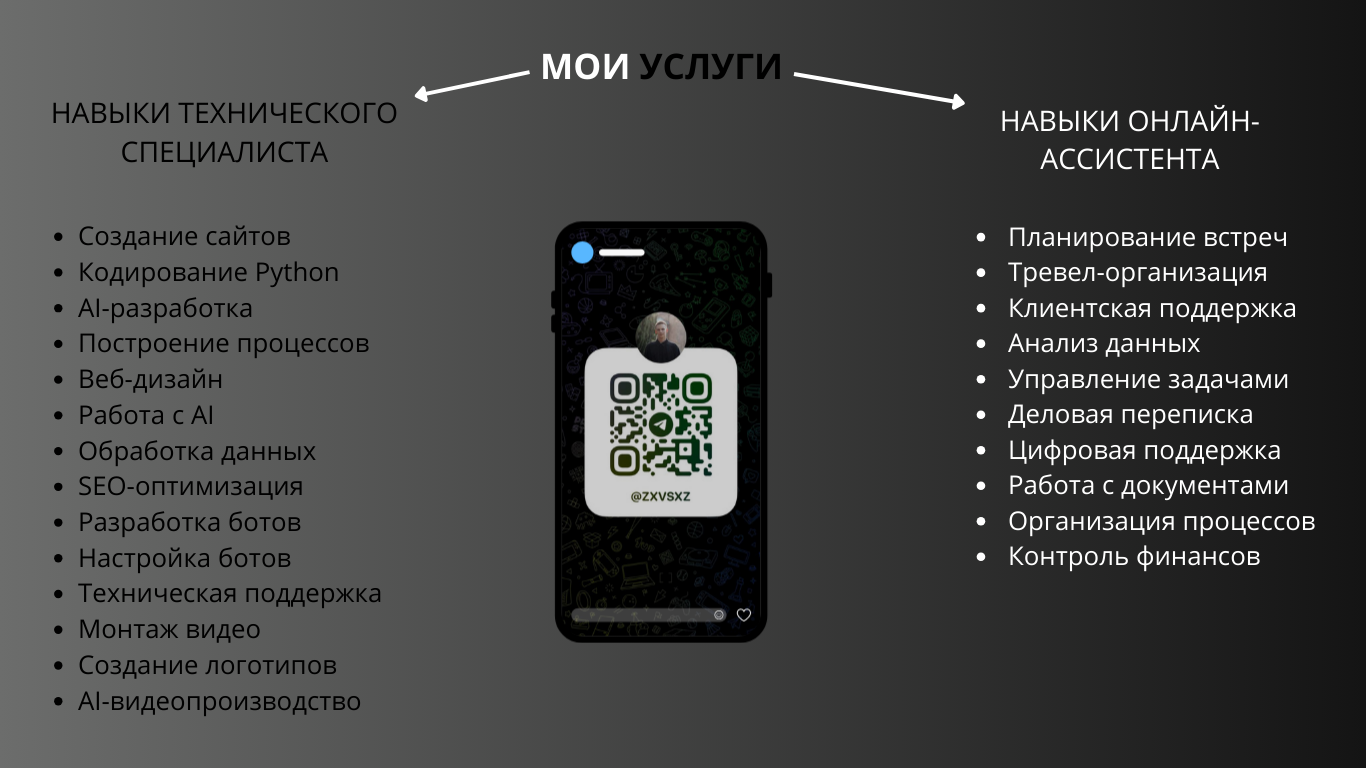 МОИ УСЛУГИ
НАВЫКИ ТЕХНИЧЕСКОГО
СПЕЦИАЛИСТА
Создание сайтов
Кодирование Python
AI-разработка
Построение процессов
Веб-дизайн
Работа с AI
Обработка данных
SEO-оптимизация
Разработка ботов
Настройка ботов
Техническая поддержка
Монтаж видео
Создание логотипов
AI-видеопроизводство
@ZXVSXZ
НАВЫКИ ОНЛАЙН-
АССИСТЕНТА
Планирование встреч
Тревел-организация
Клиентская поддержка
Анализ данных
Управление задачами
Деловая переписка
Цифровая поддержка
Работа с документами
Организация процессов
Контроль финансов